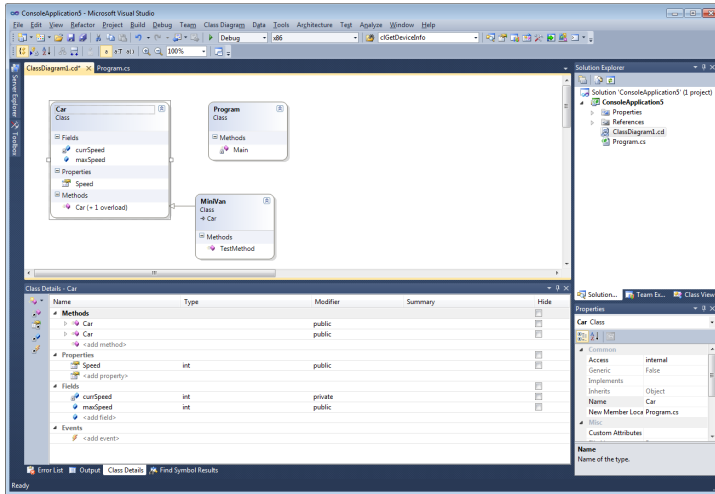 ConsoleApplication5 - Microsoft Visual Studio
File Edit View Refactor Project Build Debug Team Class Diagram Data Tools Architecture Test Analyze Window Help
Debug x86 clGetDeviceInfo
a aT a() 100%
Server Explorer
Toolbox
ClassDiagram1.cd* Program.cs
Car
Class
Fields
currSpeed
maxSpeed
Properties
Speed
Methods
Car (+ 1 overload)
Program
Class
Methods
Main
MiniVan
Class
Car
Methods
TestMethod
Solution Explorer
Solution 'ConsoleApplication5' (1 project)
ConsoleApplication5
Properties
References
ClassDiagram1.cd
Program.cs
Solution... Team Ex... Class View
Class Details - Car
Name Type Modifier Summary Hide
Methods
Car public
Car public
<add method>
Properties
Speed int public
<add property>
Fields
currSpeed int private
maxSpeed int public
<add field>
Events
<add event>
Properties
Car Class
Common
Access internal
Generic False
Implements
Inherits Object
Name Car
New Member Loca Program.cs
Misc
Custom Attributes
Name
Name of the type.
Error List Output Class Details Find Symbol Results
Ready